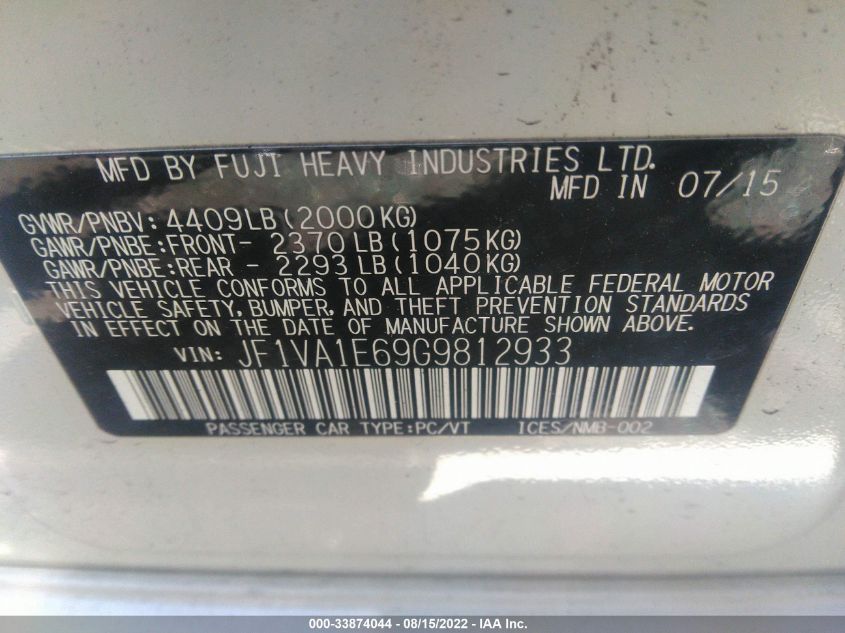 MFD BY FUJI HEAVY INDUSTRIES LTD.
MFD IN 07/15
GVWR/PNBV: 4409LB(2000KG)
GAWR/PNBE:FRONT- 2370LB(1075KG)
GAWR/PNBE:REAR - 2293LB(1040KG)
THIS VEHICLE CONFORMS TO ALL APPLICABLE FEDERAL MOTOR
VEHICLE SAFETY, BUMPER, AND THEFT PREVENTION STANDARDS
IN EFFECT ON THE DATE OF MANUFACTURE SHOWN ABOVE.
VIN: JF1VA1E69G9812933
PASSENGER CAR TYPE:PC/VT ICES/NMB-002
000-33874044 - 08/15/2022 - IAA Inc.